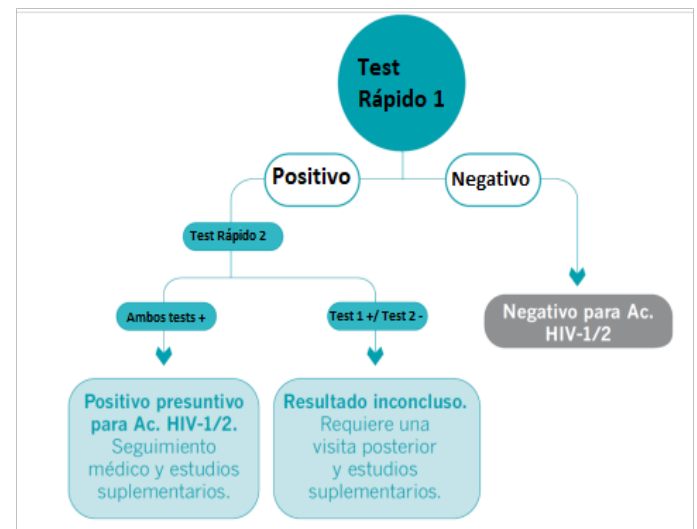 Test
Rápido 1
Positivo
Negativo
Test Rápido 2
Ambos tests +
Test 1 +/ Test 2 -
Negativo para Ac.
HIV-1/2
Positivo presuntivo
para Ac. HIV-1/2.
Seguimiento
médico y estudios
suplementarios.
Resultado inconcluso.
Requiere una
visita posterior
y estudios
suplementarios.